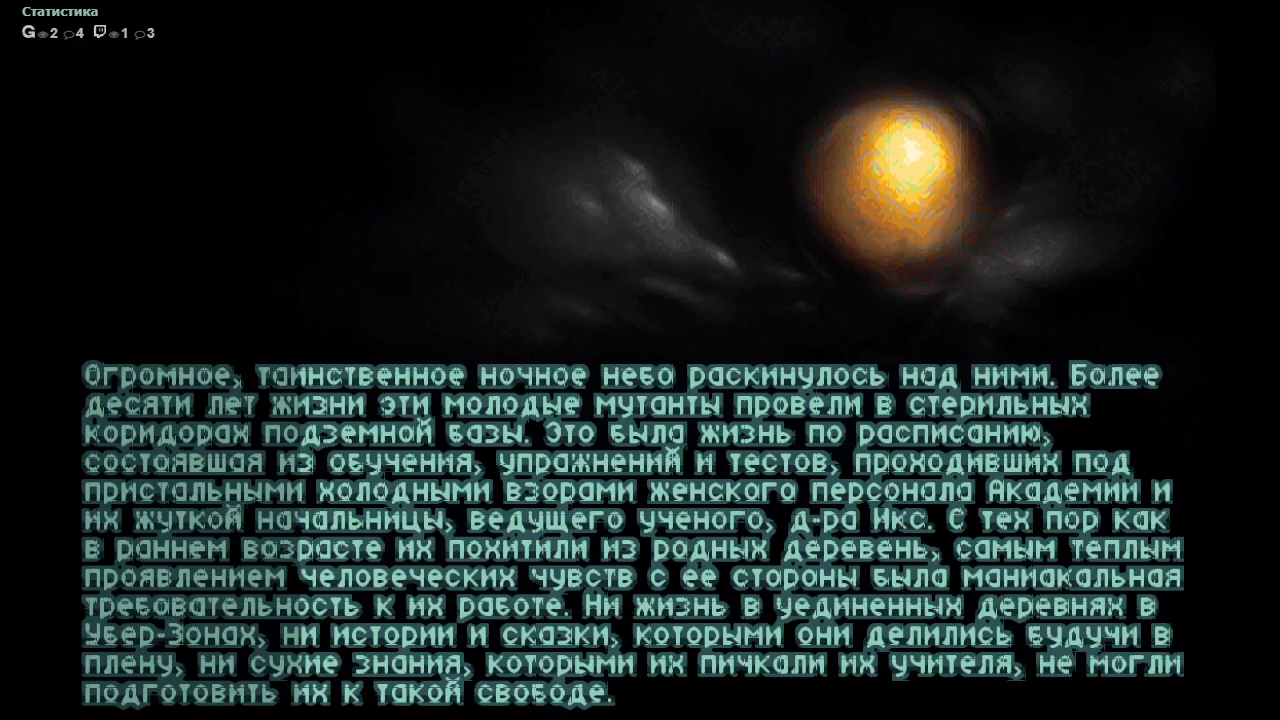 Статистика
G 2 4 1 3
Огромное, таинственное ночное небо раскинулось над ними. Более
десяти лет жизни эти молодые мутанты провели в стерильных
коридорах подземной базы. Это была жизнь по расписанию,
состоявшая из обучения, упражнений и тестов, проходивших под
пристальными холодными взорами женского персонала Академии и
их жуткой начальницы, ведущего ученого, д-ра Икс. С тех пор как
в раннем возрасте их похитили из родных деревень, самым теплым
проявлением человеческих чувств с ее стороны была маниакальная
требовательность к их работе. Ни жизнь в уединенных деревнях в
Убер-Зонах, ни истории и сказки, которыми они делились будучи в
плену, ни сухие знания, которыми их пичкали их учителя, не могли
подготовить их к такой свободе.